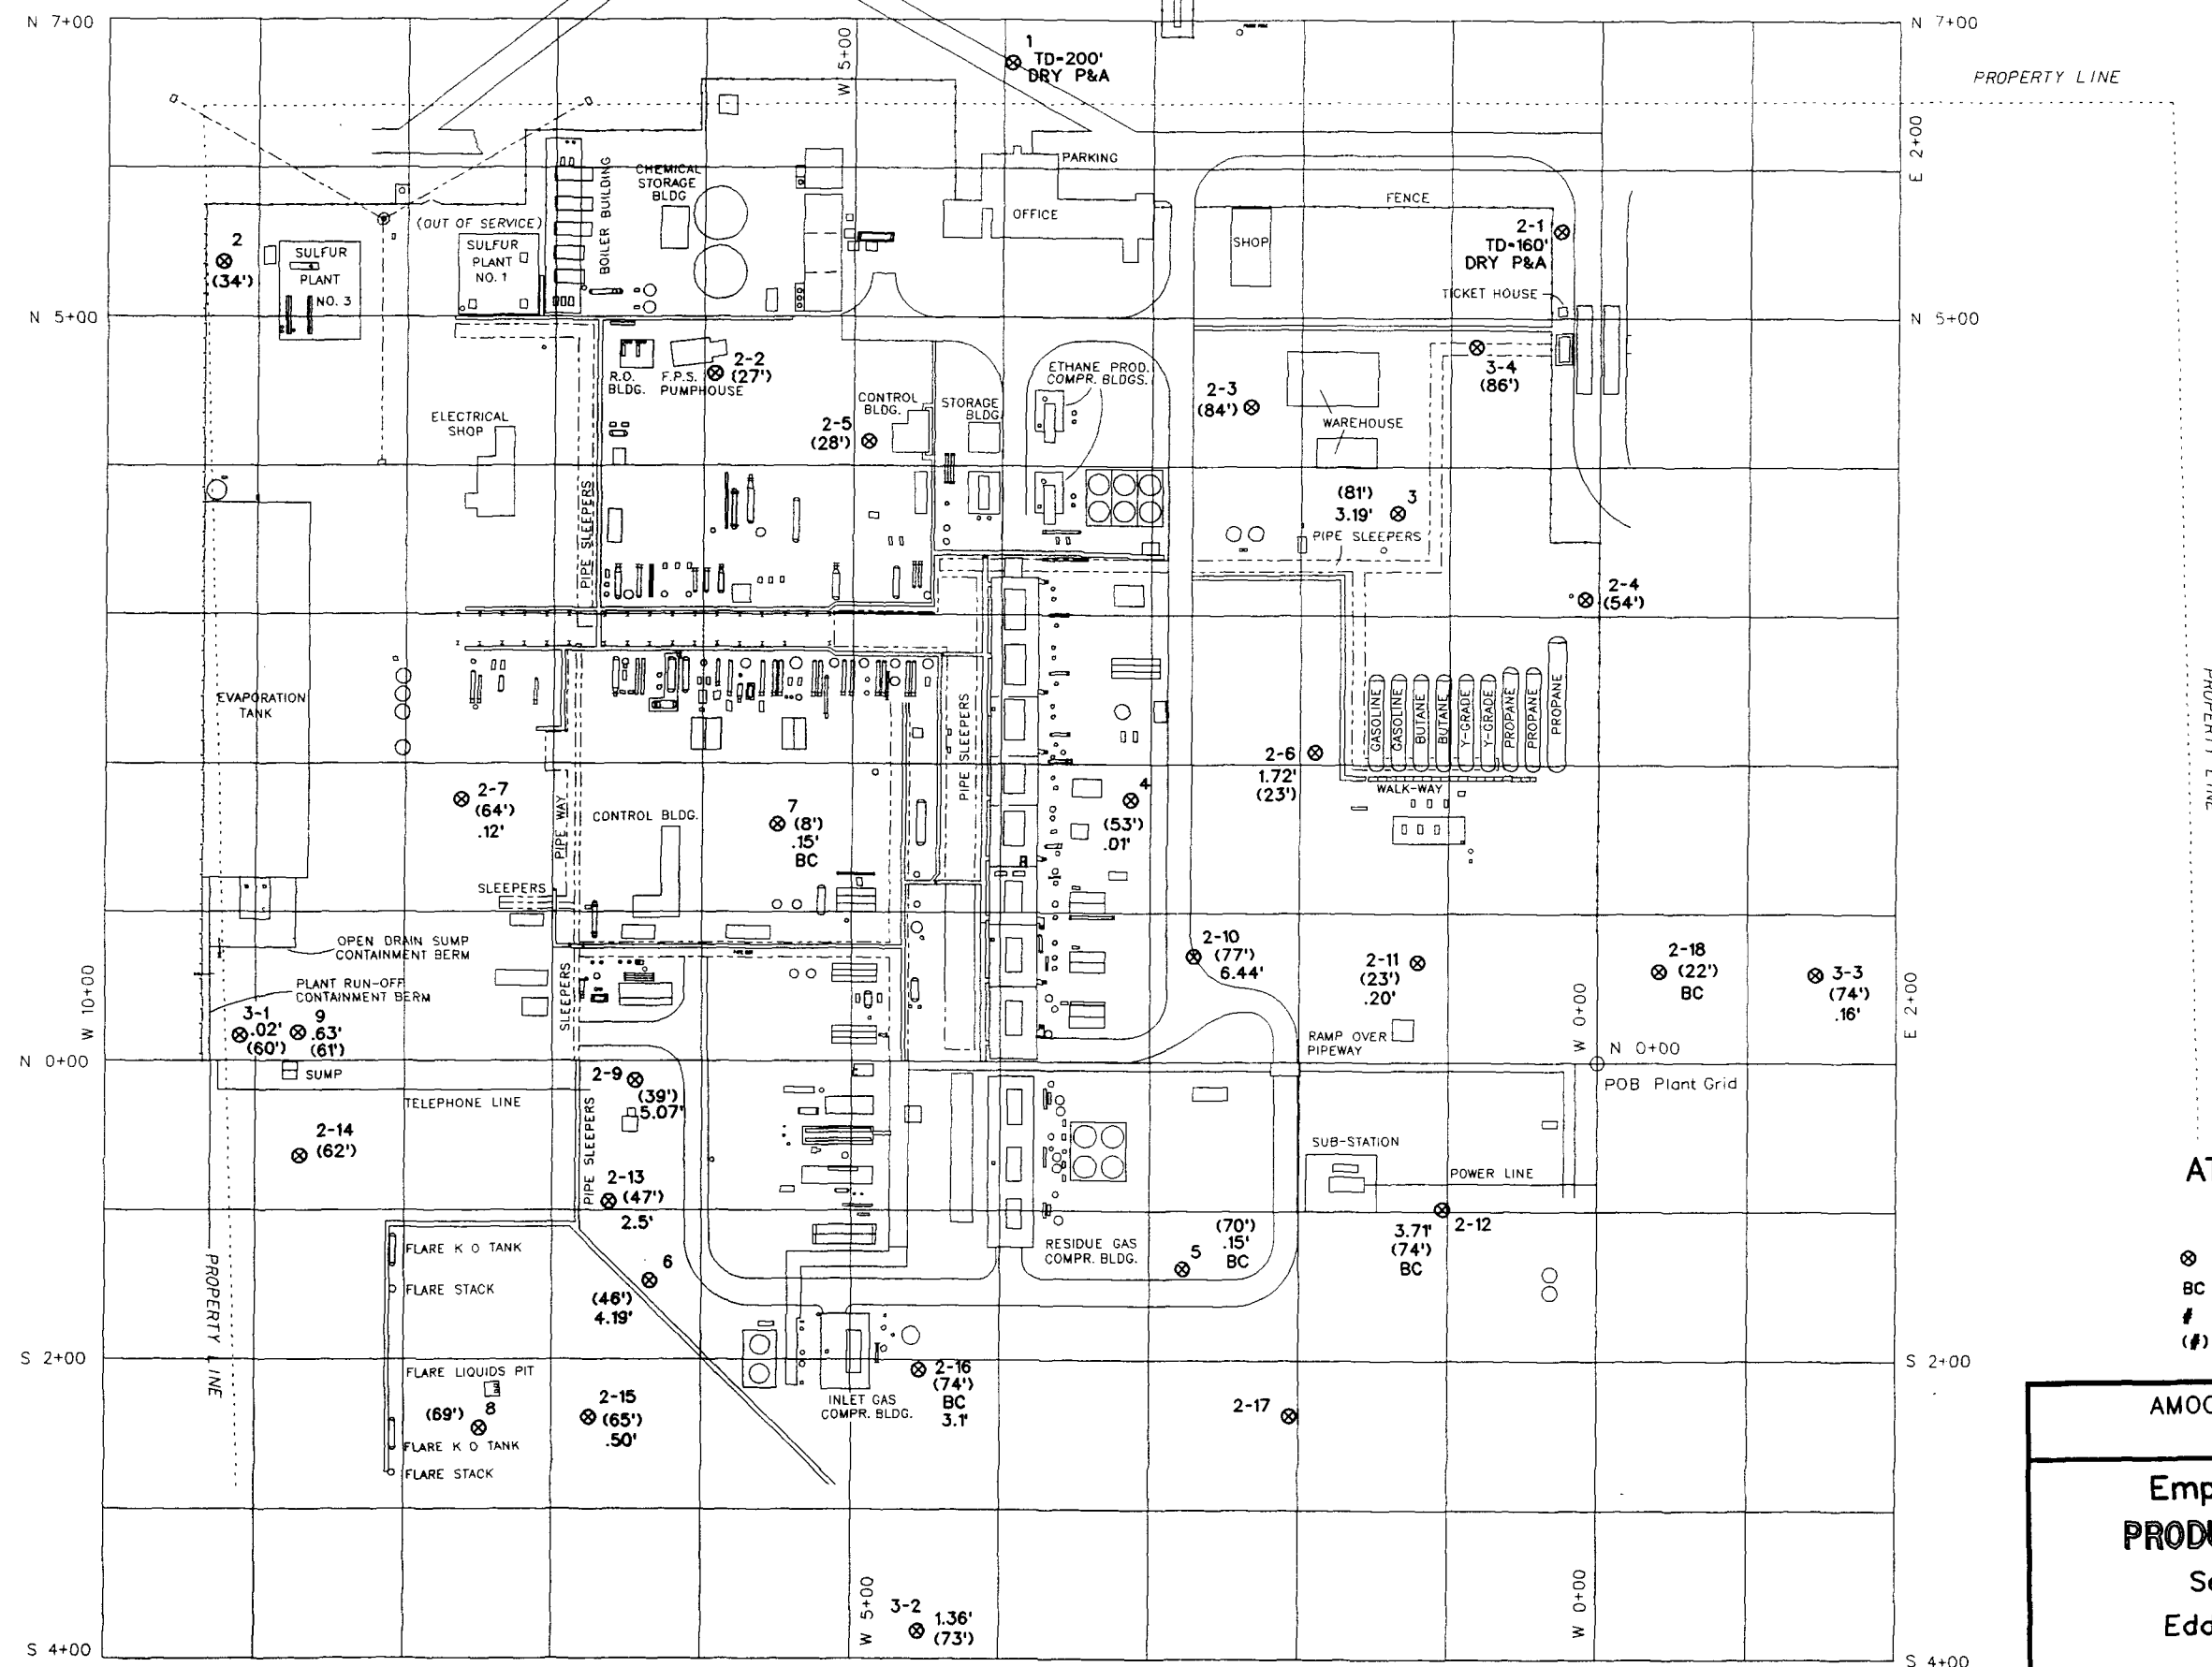 N 7+00
W 5+00
1
TD-200'
DRY P&A
N 7+00
PROPERTY LINE
E 2+00
PARKING
CHEMICAL
STORAGE
BLDG
BOILER BUILDING
FENCE
OFFICE
SHOP
2-1
TD-160'
DRY P&A
TICKET HOUSE
2
(34')
SULFUR
PLANT
NO. 3
(OUT OF SERVICE)
SULFUR
PLANT
NO. 1
N 5+00
N 5+00
R.O.
BLDG.
F.P.S.
PUMPHOUSE
2-2
(27')
ETHANE PROD.
COMPR. BLDGS.
2-3
(84')
3-4
(86')
WAREHOUSE
ELECTRICAL
SHOP
2-5
(28')
CONTROL
BLDG.
STORAGE
BLDG
PIPE SLEEPERS
(81')
3.19'
3
PIPE SLEEPERS
2-4
(54')
EVAPORATION
TANK
PIPE SLEEPERS
GASOLINE
GASOLINE
BUTANE
BUTANE
Y-GRADE
Y-GRADE
PROPANE
PROPANE
PROPANE
PROPERTY LINE
2-6
1.72'
(23')
WALK-WAY
2-7
(64')
.12'
PIPE WAY
CONTROL BLDG.
7
(8')
.15'
BC
4
(53')
.01'
SLEEPERS
OPEN DRAIN SUMP
CONTAINMENT BERM
PLANT RUN-OFF
CONTAINMENT BERM
W 10+00
SLEEPERS
2-10
(77')
6.44'
2-11
(23')
.20'
2-18
(22')
BC
3-3
(74')
.16'
W 0+00
E 2+00
3-1
.02'
(60')
9
.63'
(61')
SUMP
RAMP OVER
PIPEWAY
N 0+00
N 0+00
POB Plant Grid
TELEPHONE LINE
2-9
(39')
5.07'
PIPE SLEEPERS
2-14
(62')
SUB-STATION
POWER LINE
2-13
(47')
2.5'
3.71'
(74')
BC
2-12
FLARE K O TANK
FLARE STACK
6
(46')
4.19'
RESIDUE GAS
COMPR. BLDG.
5
(70')
.15'
BC
PROPERTY LINE
S 2+00
S 2+00
FLARE LIQUIDS PIT
(69')
8
FLARE K O TANK
FLARE STACK
2-15
(65')
.50'
INLET GAS
COMPR. BLDG.
2-16
(74')
BC
3.1'
2-17
BC
#
(#)
W 5+00
3-2
1.36'
(73')
W 0+00
S 4+00
S 4+00